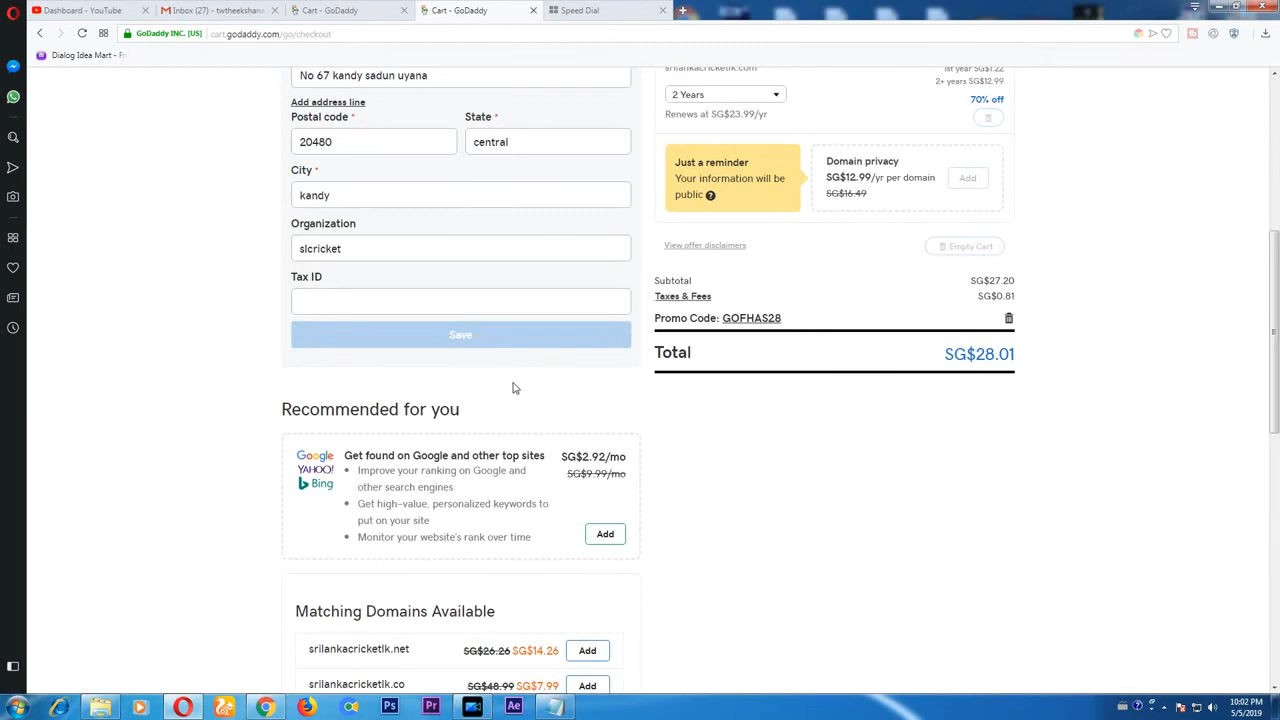 Dashboard - YouTube
Inbox (27) - twtheekshana
Cart - GoDaddy
Cart - GoDaddy
Speed Dial
GoDaddy INC. [US]
cart.godaddy.com/go/checkout
Dialog Idea Mart - Fr
No 67 kandy sadun uyana
Add address line
Postal code *
State *
20480
central
City *
kandy
Organization
slcricket
Tax ID
Save
srilankacricketlk.com
1st year SG$1.22
2+ years SG$12.99
2 Years
70% off
Renews at SG$23.99/yr
Just a reminder
Your information will be
public ?
Domain privacy
SG$12.99/yr per domain
SG$16.49
Add
View offer disclaimers
Empty Cart
Subtotal
SG$27.20
Taxes & Fees
SG$0.81
Promo Code: GOFHAS28
Total
SG$28.01
Recommended for you
Google
YAHOO!
Bing
Get found on Google and other top sites
SG$2.92/mo
SG$9.99/mo
Improve your ranking on Google and
other search engines
Get high-value, personalized keywords to
put on your site
Monitor your website's rank over time
Add
Matching Domains Available
srilankacricketlk.net
SG$26.26 SG$14.26
Add
srilankacricketlk.co
SG$48.99 SG$7.99
Add
Ps
Pr
Ae
10:02 PM
5/5/2019